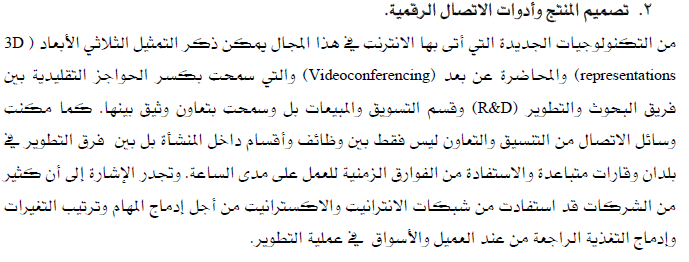 ٢. تصميم المنتج وأدوات الاتصال الرقمية.
من التكنولوجيات الجديدة التي أتى بها الانترنت في هذا المجال يمكن ذكر التمثيل الثلاثي الأبعاد ( 3D
representations) والمحاضرة عن بعد (Videoconferencing) والتي سمحت بكسر الحواجز التقليدية بين
فريق البحوث والتطوير (R&D) وقسم التسويق والمبيعات بل وسمحت بتعاون وثيق بينها. كما مكنت
وسائل الاتصال من التنسيق والتعاون ليس فقط بين وظائف وأقسام داخل المنشأة بل بين فرق التطوير في
بلدان وقارات متباعدة والاستفادة من الفوارق الزمنية للعمل على مدى الساعة. وتجدر الإشارة إلى أن كثير
من الشركات قد استفادت من شبكات الانترانيت والاكسترانيت من أجل إدماج المهام وترتيب التغيرات
وإدماج التغذية الراجعة من عند العميل والأسواق في عملية التطوير.